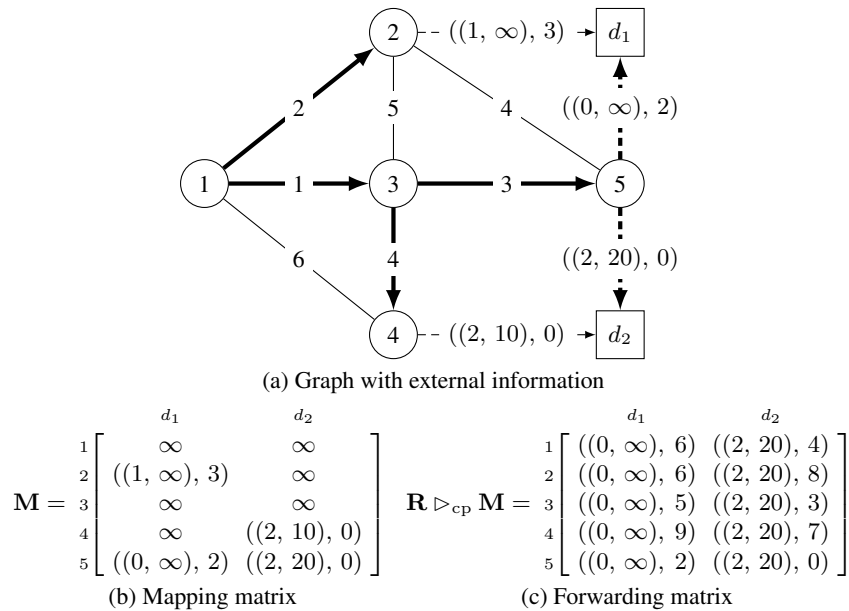 2 ((1, ∞), 3) d₁
2 5 4 ((0, ∞), 2)
1 1 3 3 5
6 4 ((2, 20), 0)
4 ((2, 10), 0) d₂
(a) Graph with external information
d₁ d₂
1 ∞ ∞
2 ((1, ∞), 3) ∞
M = 3 ∞ ∞
4 ∞ ((2, 10), 0)
5 ((0, ∞), 2) ((2, 20), 0)
(b) Mapping matrix
d₁ d₂
1 ((0, ∞), 6) ((2, 20), 4)
2 ((0, ∞), 6) ((2, 20), 8)
R ▷cp M = 3 ((0, ∞), 5) ((2, 20), 3)
4 ((0, ∞), 9) ((2, 20), 7)
5 ((0, ∞), 2) ((2, 20), 0)
(c) Forwarding matrix